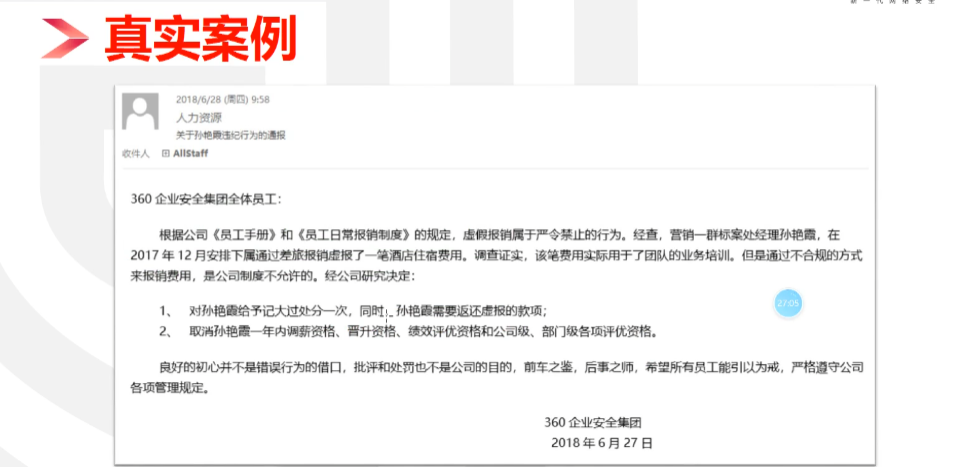 新一代网络安全
真实案例
2018/6/28 (周四) 9:58
人力资源
关于孙艳霞违纪行为的通报
收件人 AllStaff
360 企业安全集团全体员工：
根据公司《员工手册》和《员工日常报销制度》的规定，虚假报销属于严令禁止的行为。经查，营销一群标案处经理孙艳霞，在
2017 年 12 月安排下属通过差旅报销虚报了一笔酒店住宿费用。调查证实，该笔费用实际用于了团队的业务培训。但是通过不合规的方式
来报销费用，是公司制度不允许的。经公司研究决定：
1、 对孙艳霞给予记大过处分一次，同时，孙艳霞需要返还虚报的款项；
2、 取消孙艳霞一年内调薪资格、晋升资格、绩效评优资格和公司级、部门级各项评优资格。
27:05
良好的初心并不是错误行为的借口，批评和处罚也不是公司的目的，前车之鉴，后事之师，希望所有员工能引以为戒，严格遵守公司
各项管理规定。
360 企业安全集团
2018 年 6 月 27 日